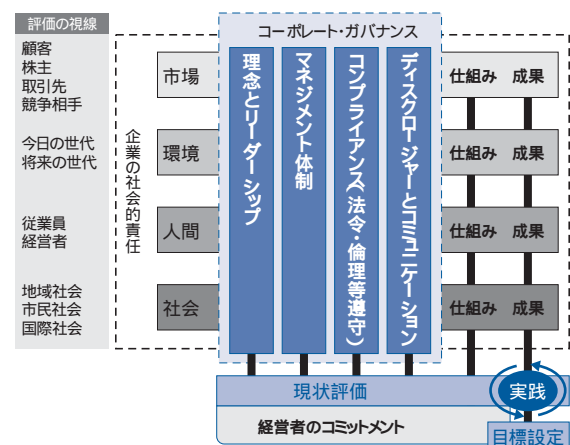 評価の視線
コーポレート・ガバナンス
顧客
株主
取引先
競争相手
今日の世代
将来の世代
従業員
経営者
地域社会
市民社会
国際社会
企業の社会的責任
市場
環境
人間
社会
理念とリーダーシップ
マネジメント体制
コンプライアンス(法令・倫理等遵守)
ディスクロージャーとコミュニケーション
仕組み 成果
仕組み 成果
仕組み 成果
仕組み 成果
現状評価
実践
経営者のコミットメント
目標設定